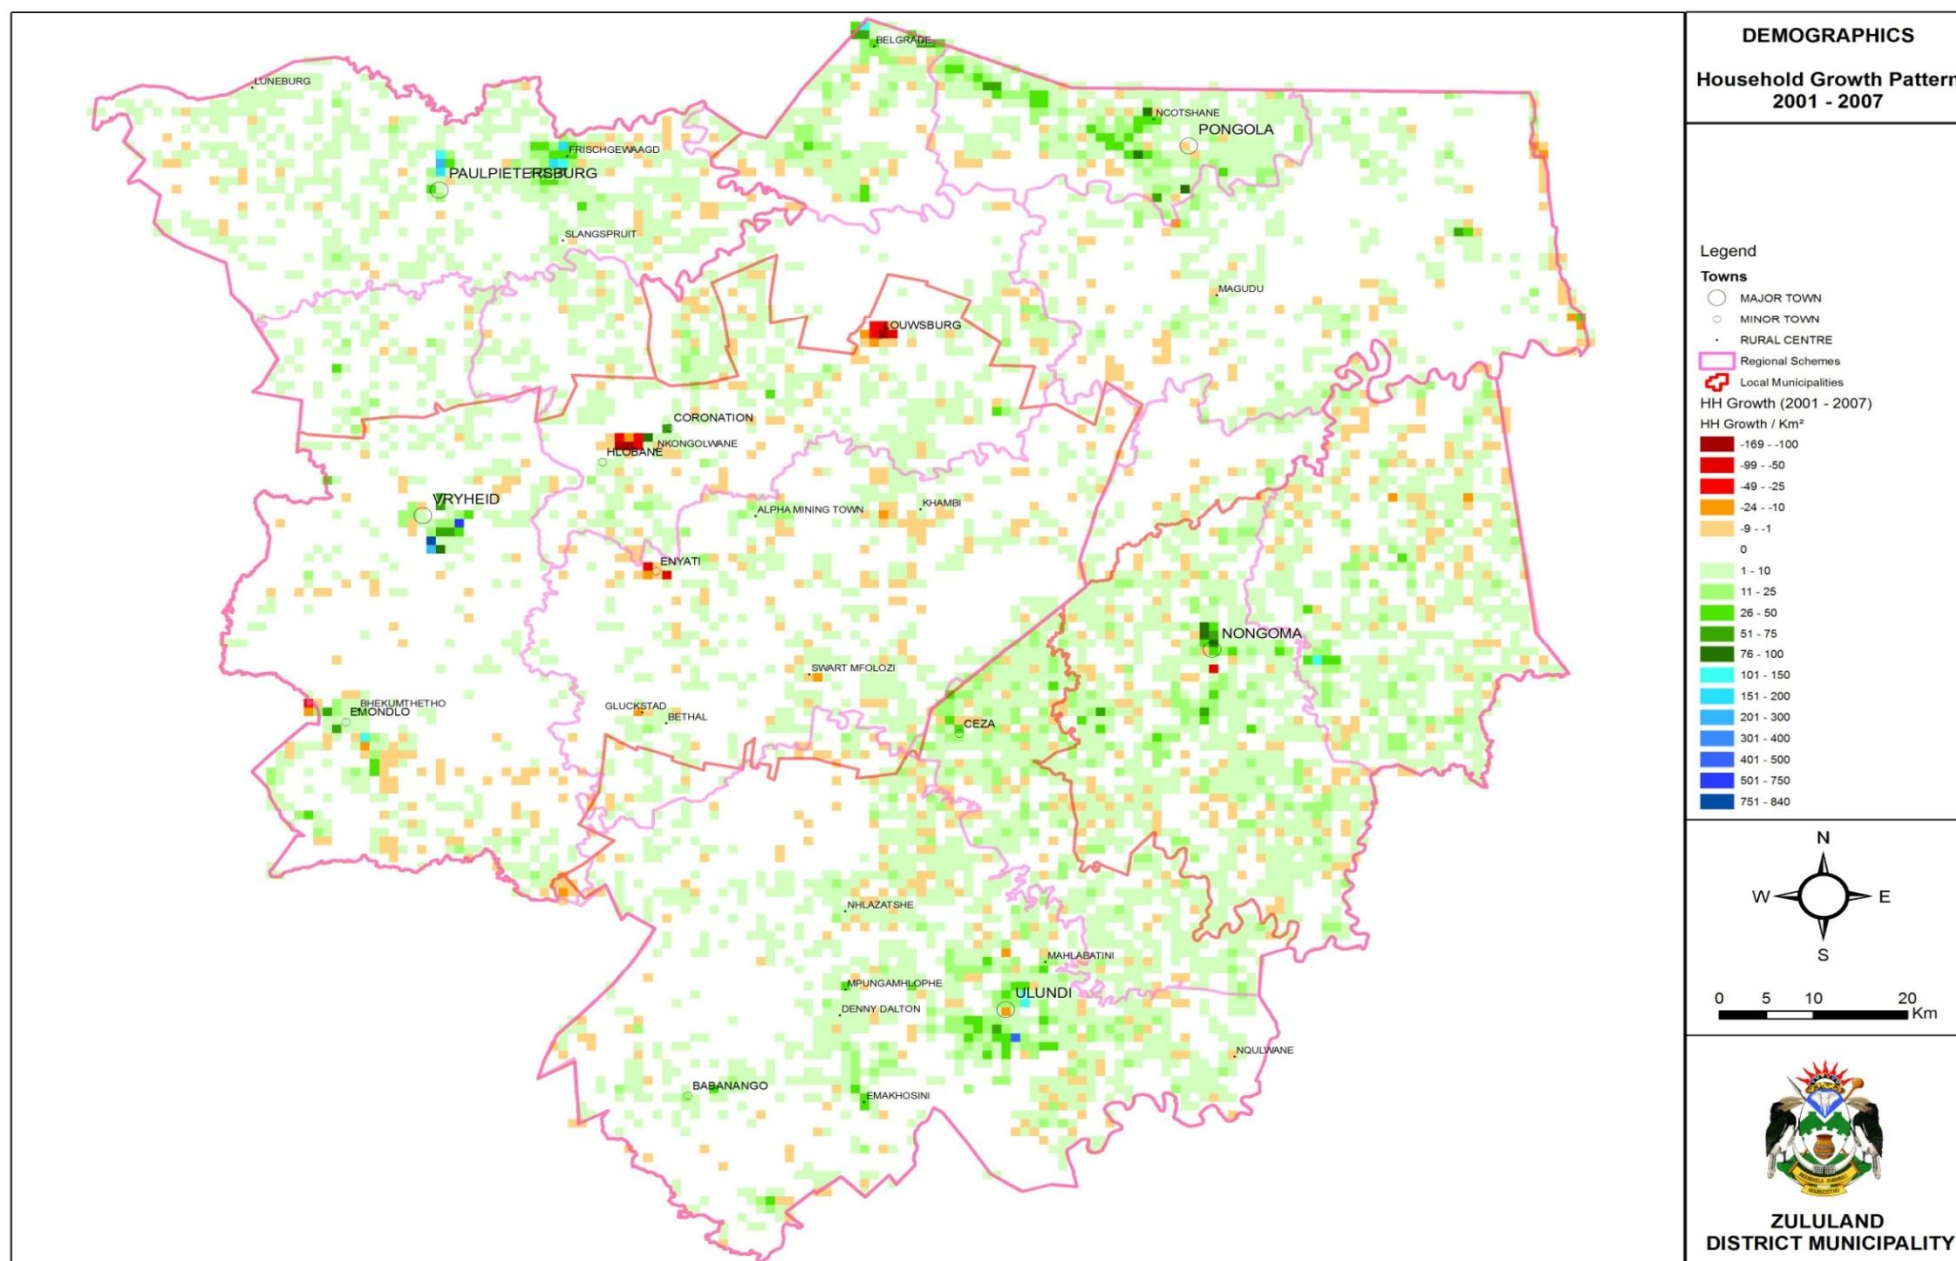 DEMOGRAPHICS
Household Growth Pattern
2001 - 2007
Legend
Towns
MAJOR TOWN
MINOR TOWN
RURAL CENTRE
Regional Schemes
Local Municipalities
HH Growth (2001 - 2007)
HH Growth / Km²
-169 - -100
-99 - -50
-49 - -25
-24 - -10
-9 - -1
0
1 - 10
11 - 25
26 - 50
51 - 75
76 - 100
101 - 150
151 - 200
201 - 300
301 - 400
401 - 500
501 - 750
751 - 840
N
W E
S
0 5 10 20
Km
ZULULAND
DISTRICT MUNICIPALITY
BELGRADE
LUNEBURG
NCOTSHANE
PONGOLA
FRISCHGEWAAGD
PAULPIETERSBURG
SLANGSPRUIT
MAGUDU
LOUWSBURG
CORONATION
NKONGOLWANE
HLOBANE
VRYHEID
ALPHA MINING TOWN
KHAMBI
ENYATI
NONGOMA
SWART MFOLOZI
BHEKUMTHETHO
EMONDLO
GLUCKSTAD
BETHAL
CEZA
NHLAZATSHE
MAHLABATINI
MPUNGAMHLOPHE
ULUNDI
DENNY DALTON
NQULWANE
BABANANGO
EMAKHOSINI